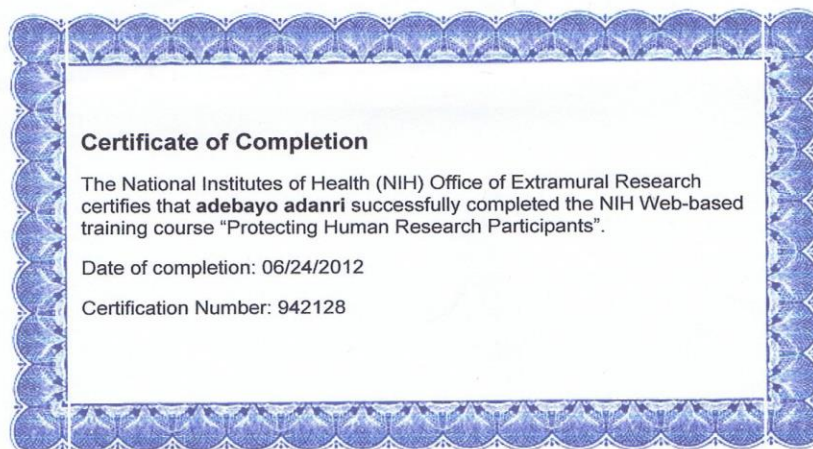 Certificate of Completion
The National Institutes of Health (NIH) Office of Extramural Research
certifies that adebayo adanri successfully completed the NIH Web-based
training course “Protecting Human Research Participants”.
Date of completion: 06/24/2012
Certification Number: 942128